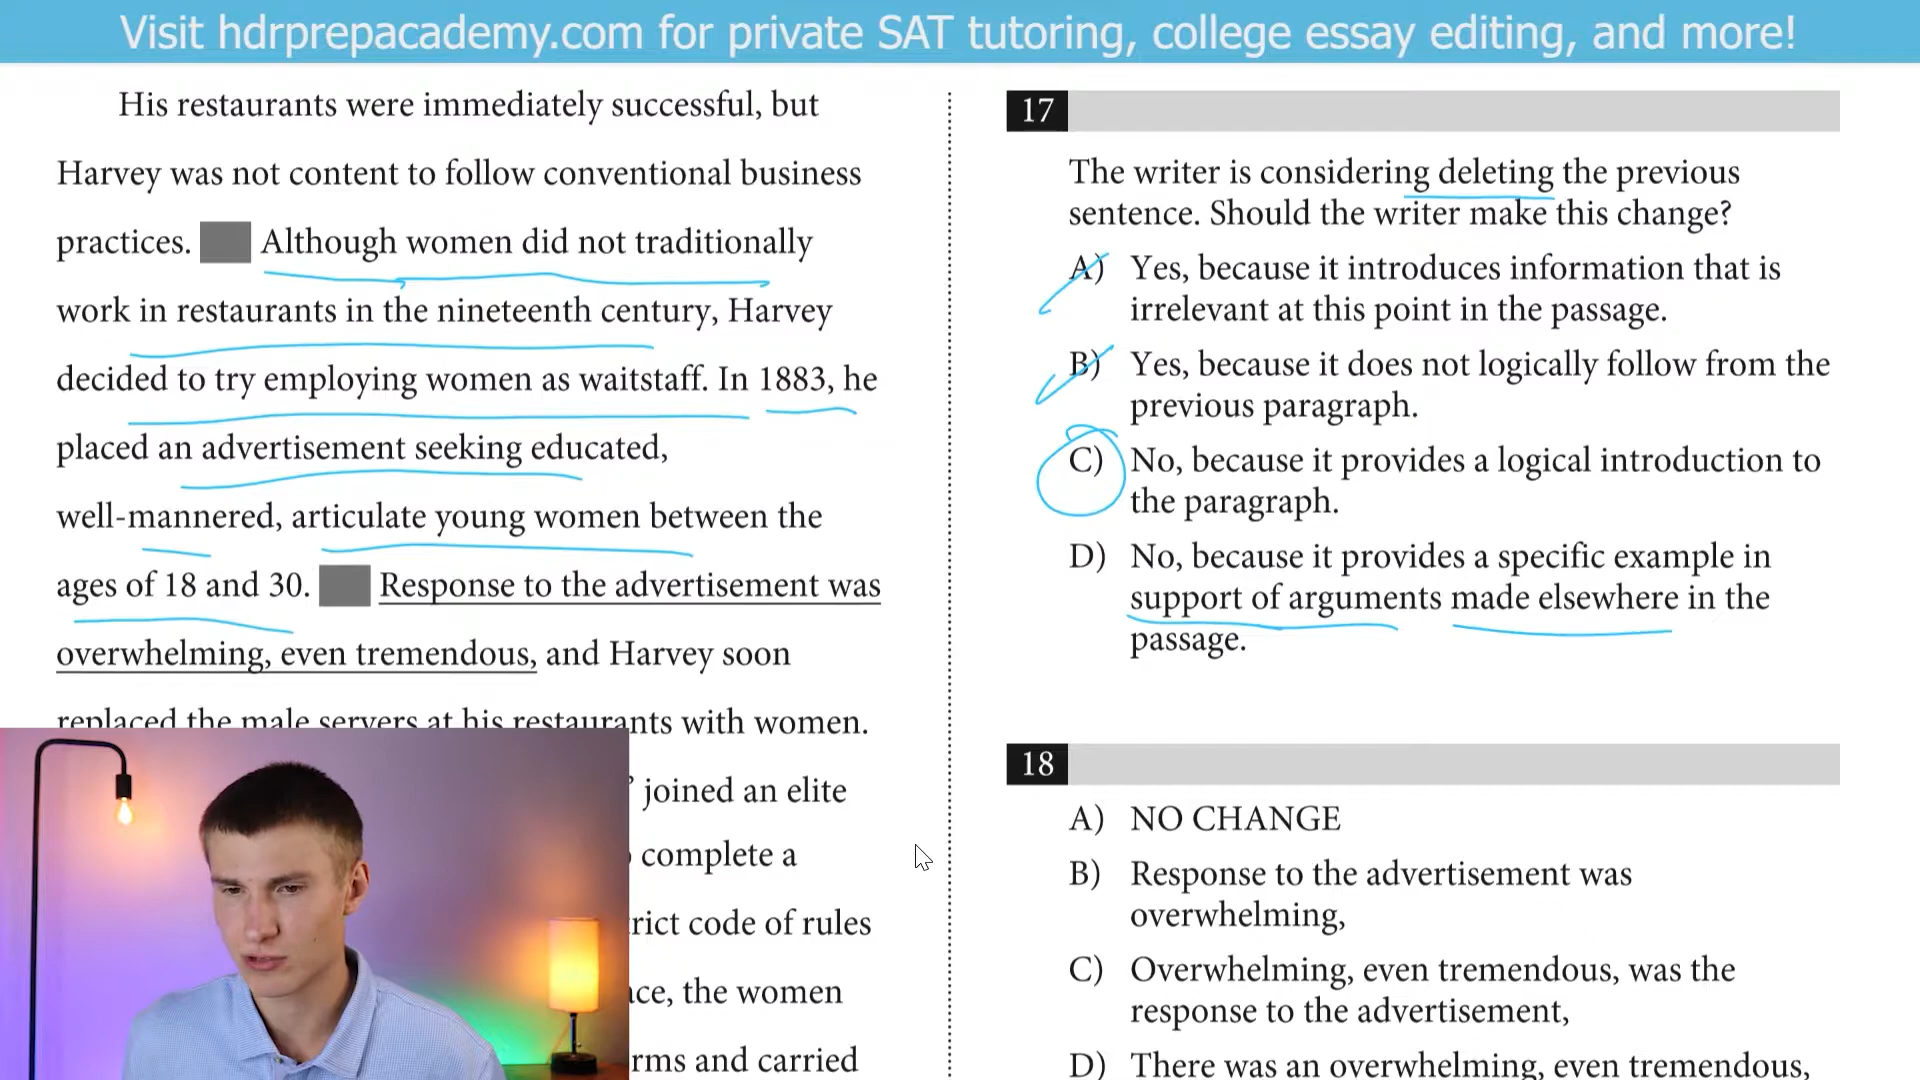 Visit hdrprepacademy.com for private SAT tutoring, college essay editing, and more!
His restaurants were immediately successful, but
Harvey was not content to follow conventional business
practices. Although women did not traditionally
work in restaurants in the nineteenth century, Harvey
decided to try employing women as waitstaff. In 1883, he
placed an advertisement seeking educated,
well-mannered, articulate young women between the
ages of 18 and 30. Response to the advertisement was
overwhelming, even tremendous, and Harvey soon
replaced the male servers at his restaurants with women.
joined an elite
complete a
rict code of rules
ce, the women
rms and carried
17
The writer is considering deleting the previous
sentence. Should the writer make this change?
A) Yes, because it introduces information that is
irrelevant at this point in the passage.
B) Yes, because it does not logically follow from the
previous paragraph.
C) No, because it provides a logical introduction to
the paragraph.
D) No, because it provides a specific example in
support of arguments made elsewhere in the
passage.
18
A) NO CHANGE
B) Response to the advertisement was
overwhelming,
C) Overwhelming, even tremendous, was the
response to the advertisement,
D) There was an overwhelming, even tremendous,